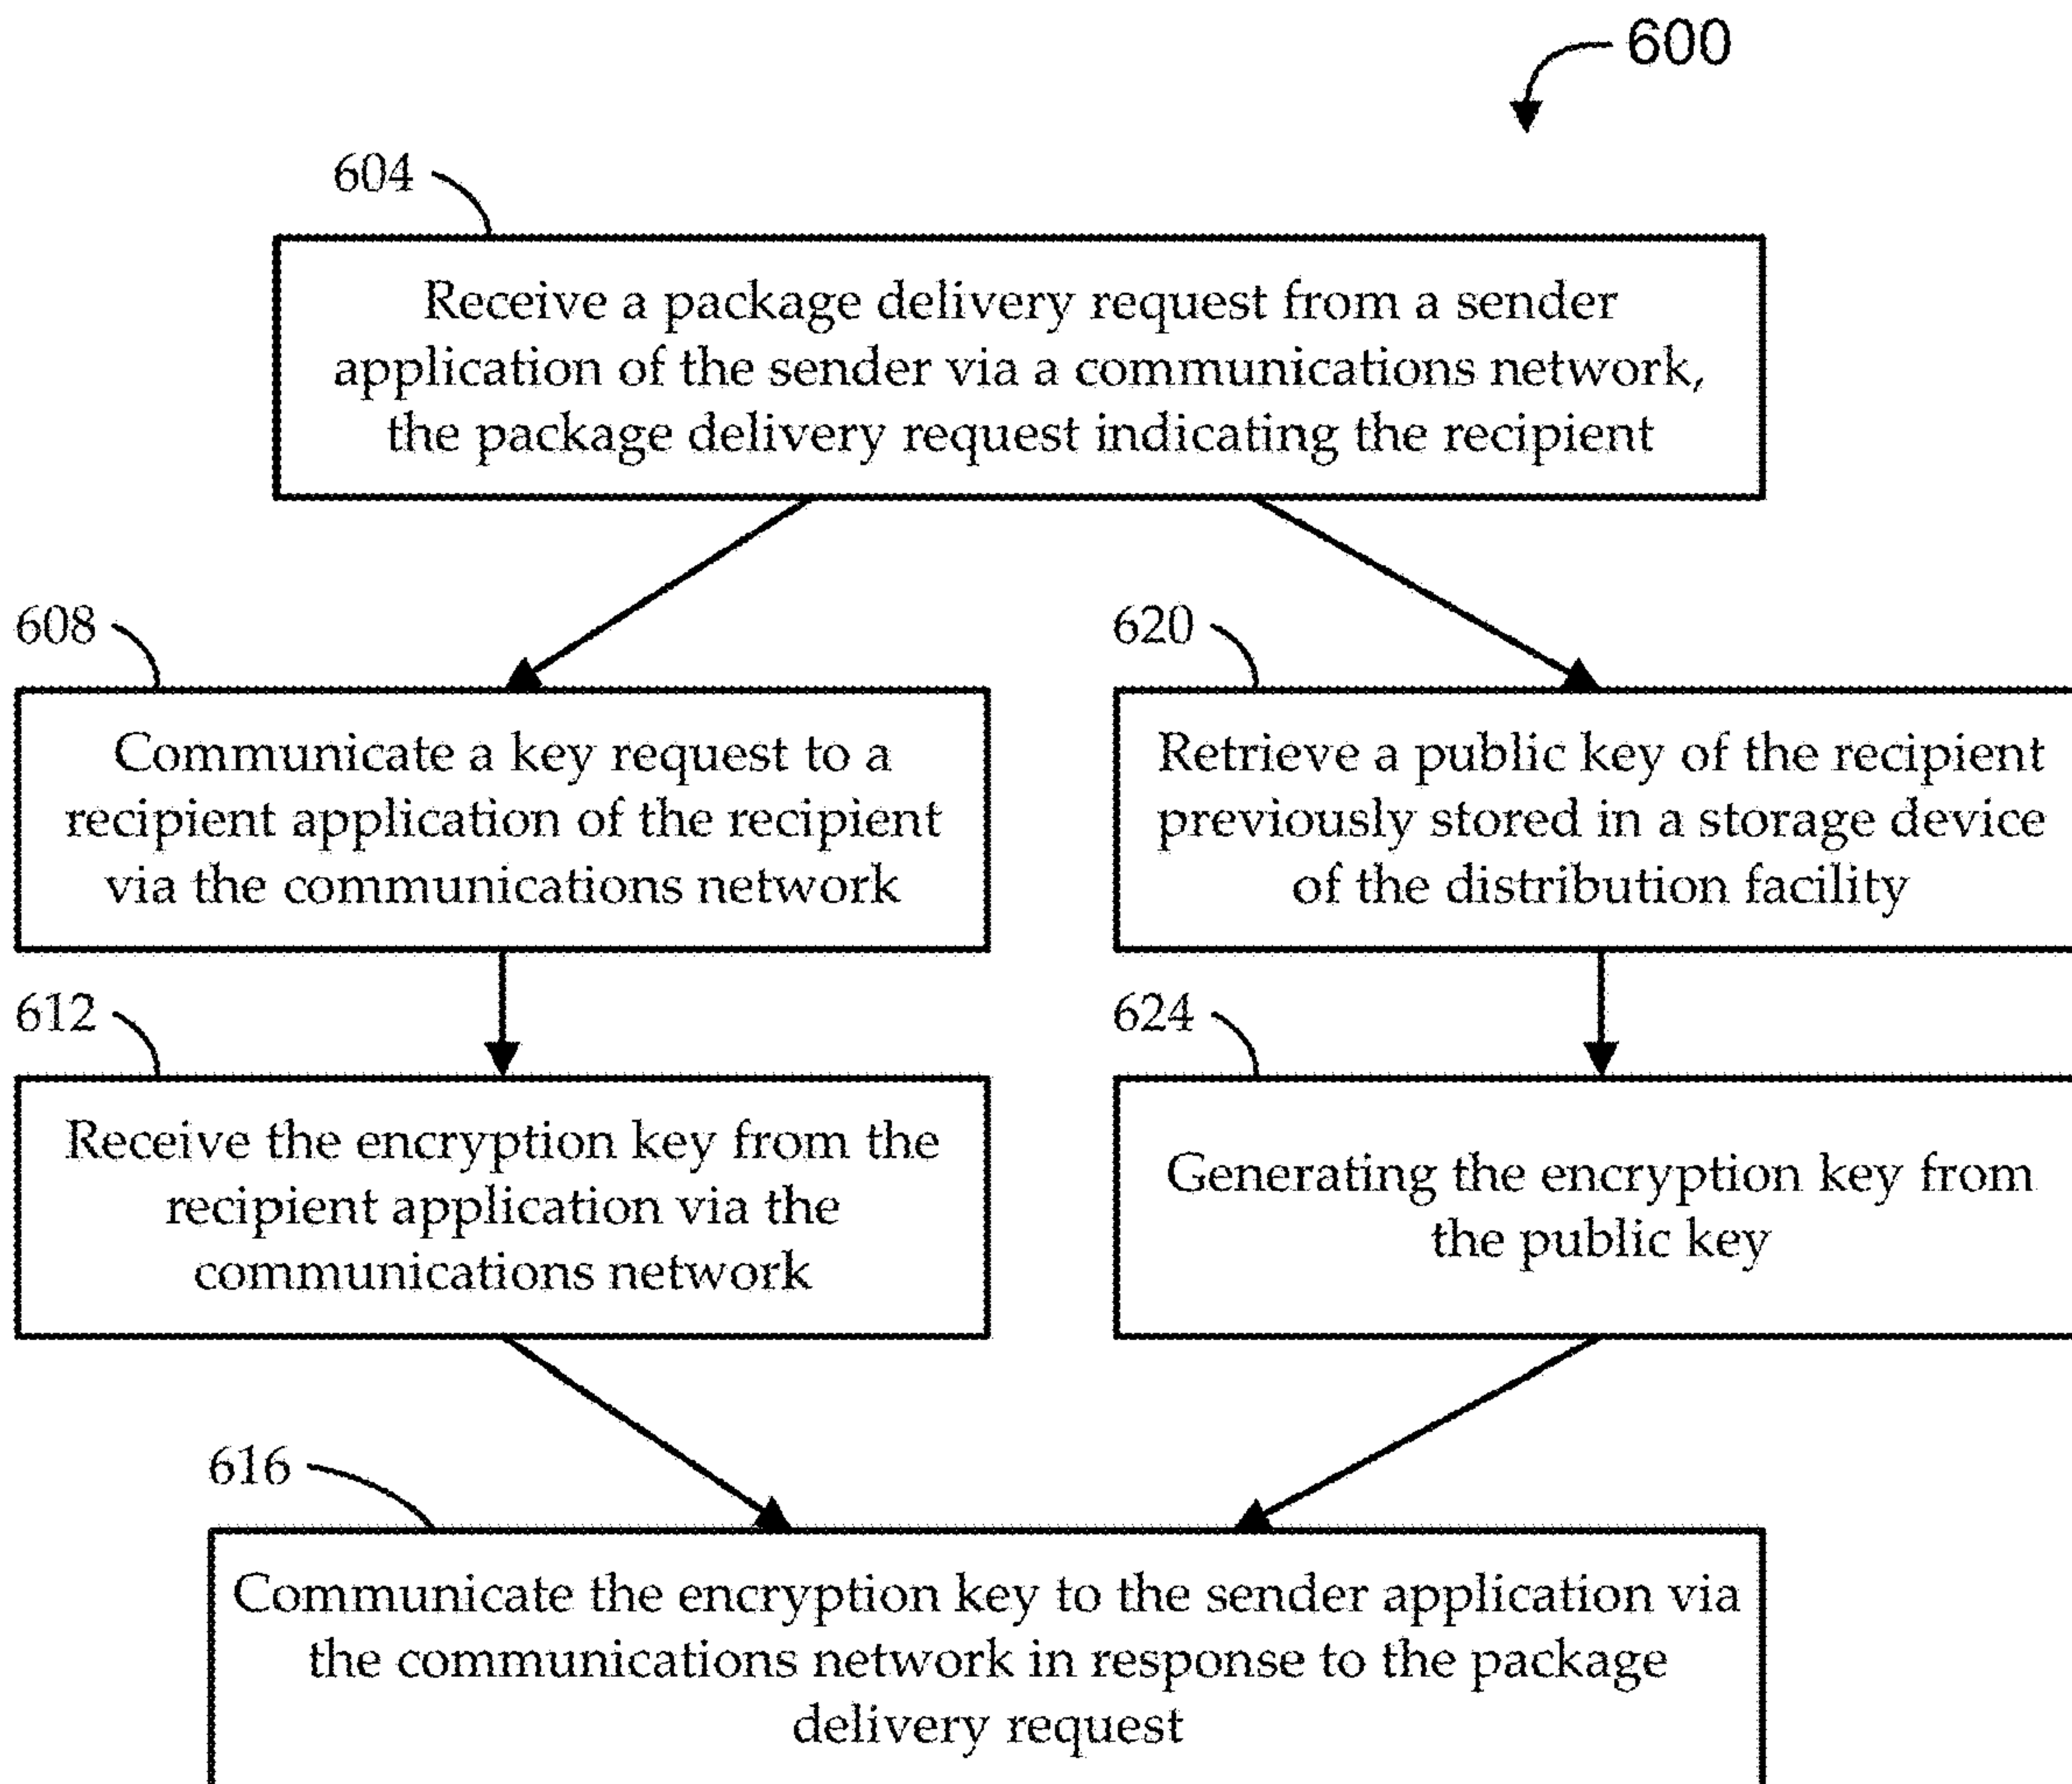 600
604
Receive a package delivery request from a sender
application of the sender via a communications network,
the package delivery request indicating the recipient
608
Communicate a key request to a
recipient application of the recipient
via the communications network
620
Retrieve a public key of the recipient
previously stored in a storage device
of the distribution facility
612
Receive the encryption key from the
recipient application via the
communications network
624
Generating the encryption key from
the public key
616
Communicate the encryption key to the sender application via
the communications network in response to the package
delivery request